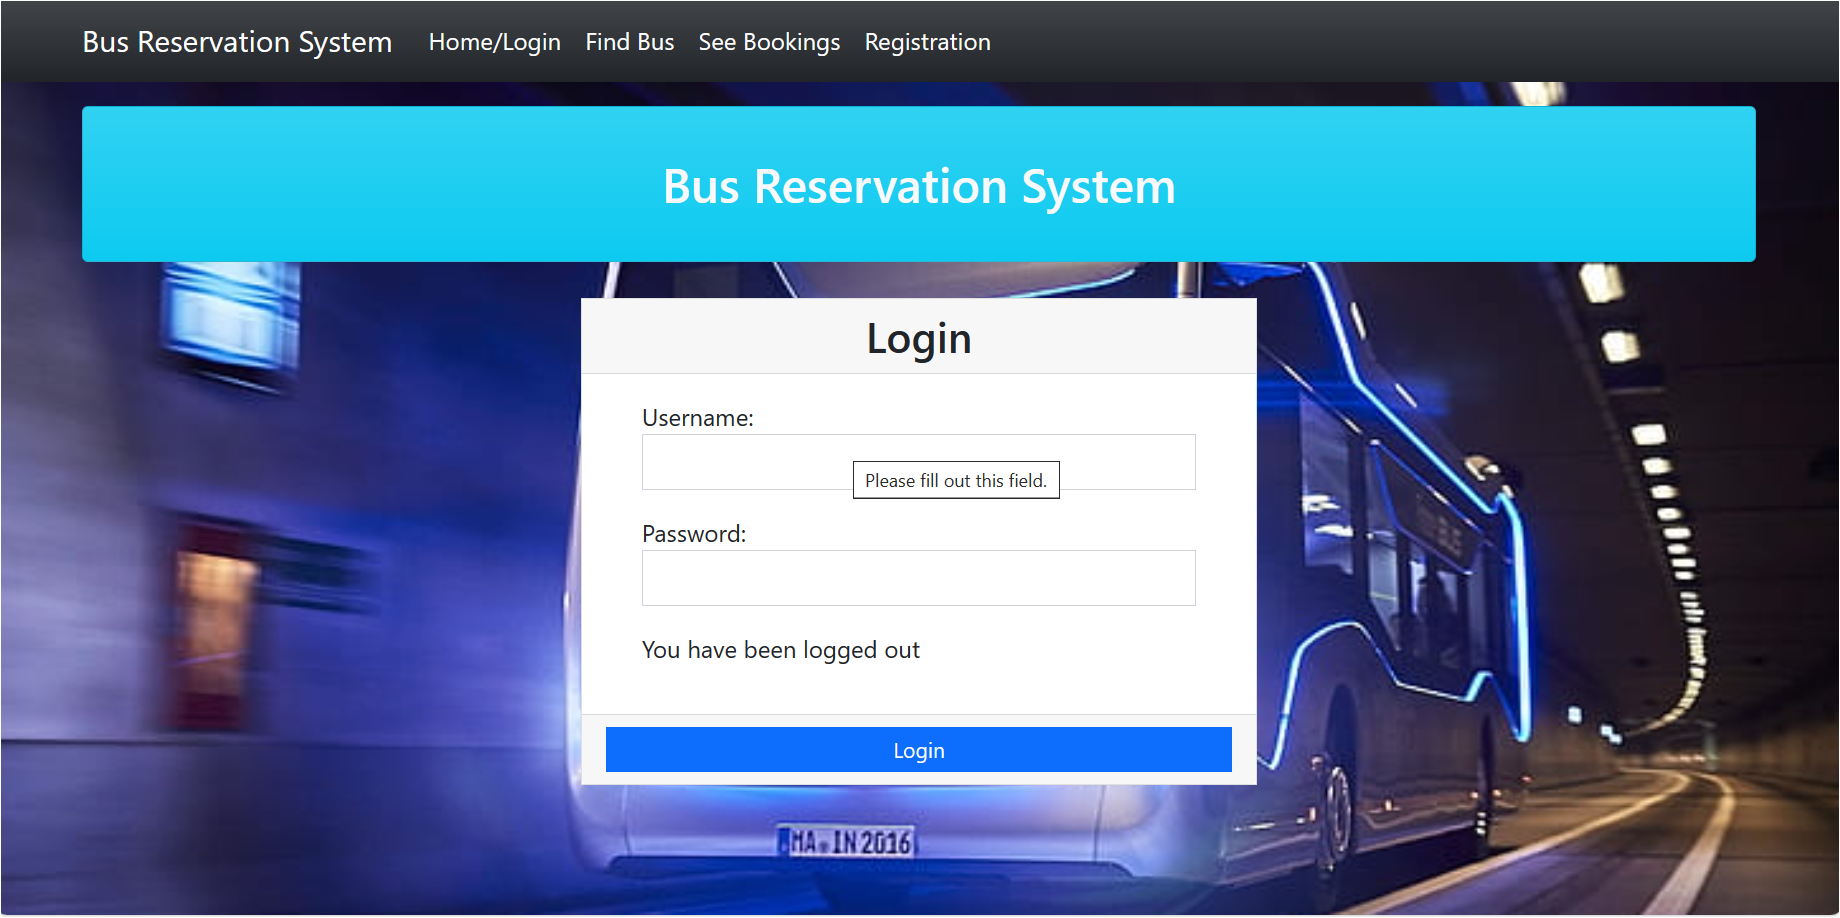 Bus Reservation System Home/Login Find Bus See Bookings Registration
Bus Reservation System
Login
Username:
Please fill out this field.
Password:
You have been logged out
Login
BUS
MA IN 2016